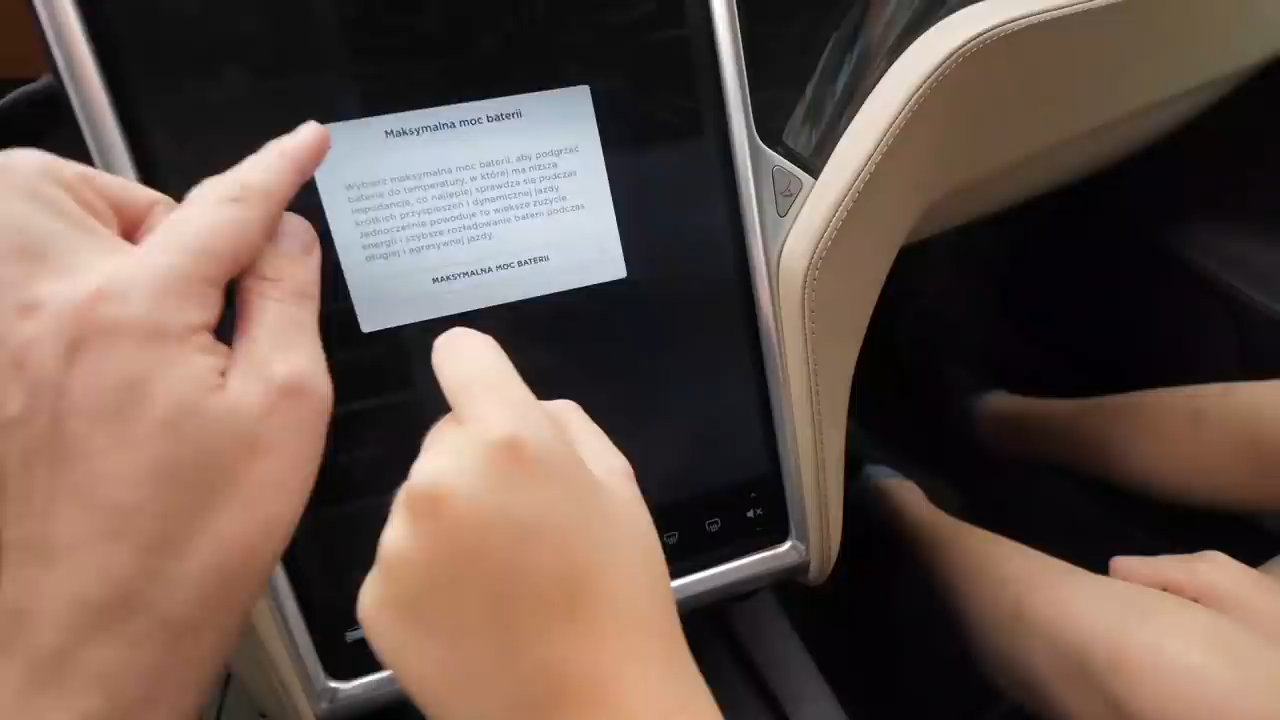 Maksymalna moc baterii
Wybierz maksymalną moc baterii, aby podgrzać
baterię do temperatury, w której ma niższą
impedancję, co najlepiej sprawdza się podczas
krótkich przyspieszeń i dynamicznej jazdy.
Jednocześnie powoduje to większe zużycie
energii i szybsze rozładowanie baterii podczas
długiej i agresywnej jazdy.
MAKSYMALNA MOC BATERII